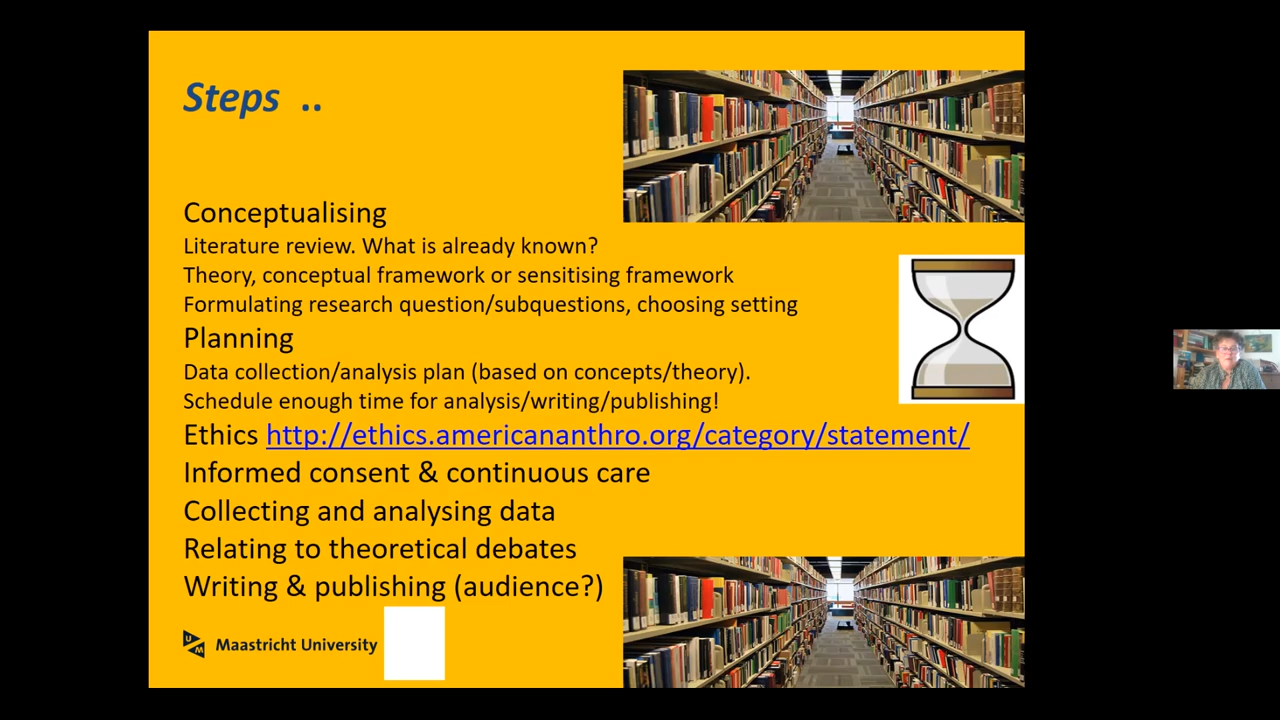 Steps ..
Conceptualising
Literature review. What is already known?
Theory, conceptual framework or sensitising framework
Formulating research question/subquestions, choosing setting
Planning
Data collection/analysis plan (based on concepts/theory).
Schedule enough time for analysis/writing/publishing!
Ethics http://ethics.americananthro.org/category/statement/
Informed consent & continuous care
Collecting and analysing data
Relating to theoretical debates
Writing & publishing (audience?)
UM Maastricht University